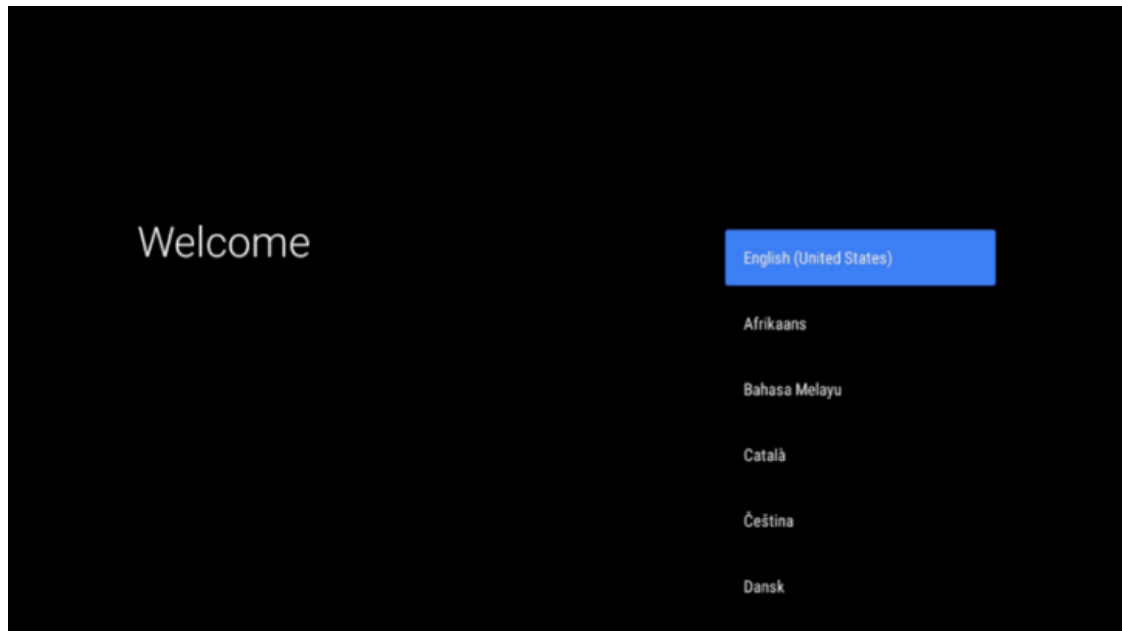 Welcome
English (United States)
Afrikaans
Bahasa Melayu
Català
Čeština
Dansk